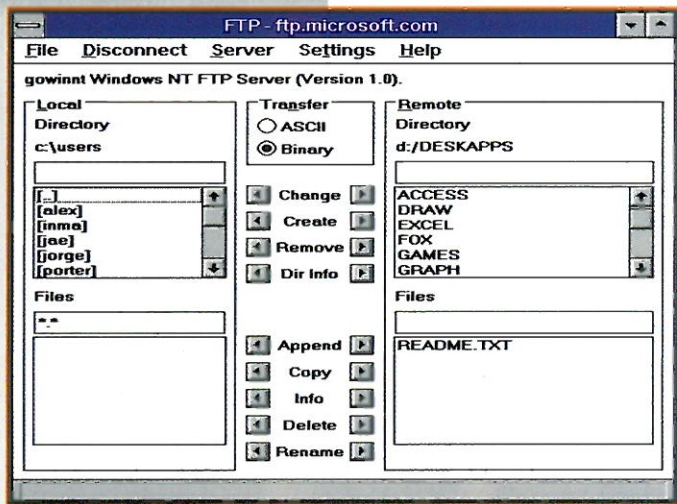 FTP - ftp.microsoft.com
File Disconnect Server Settings Help
gowinnt Windows NT FTP Server (Version 1.0).
Local
Directory
c:\users
[..]
[alex]
[inma]
[jae]
[jorge]
[porter]
Files
*.*
Transfer
ASCII
Binary
Change
Create
Remove
Dir Info
Append
Copy
Info
Delete
Rename
Remote
Directory
d:/DESKAPPS
ACCESS
DRAW
EXCEL
FOX
GAMES
GRAPH
Files
README.TXT